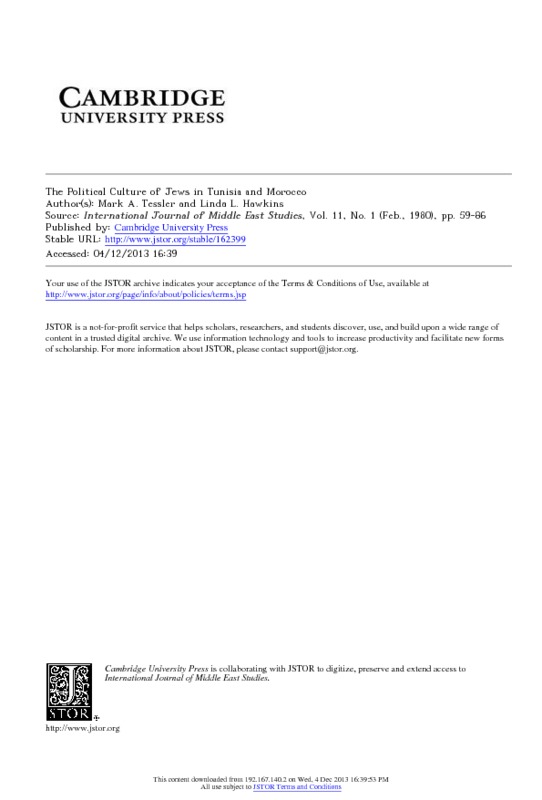 CAMBRIDGE
UNIVERSITY PRESS
The Political Culture of Jews in Tunisia and Morocco
Author(s): Mark A. Tessler and Linda L. Hawkins
Source: International Journal of Middle East Studies, Vol. 11, No. 1 (Feb., 1980), pp. 59-86
Published by: Cambridge University Press
Stable URL: http://www.jstor.org/stable/162399
Accessed: 04/12/2013 16:39
Your use of the JSTOR archive indicates your acceptance of the Terms & Conditions of Use, available at
http://www.jstor.org/page/info/about/policies/terms.jsp
JSTOR is a not-for-profit service that helps scholars, researchers, and students discover, use, and build upon a wide range of
content in a trusted digital archive. We use information technology and tools to increase productivity and facilitate new forms
of scholarship. For more information about JSTOR, please contact support@jstor.org.
Cambridge University Press is collaborating with JSTOR to digitize, preserve and extend access to
International Journal of Middle East Studies.
JSTOR
http://www.jstor.org
This content downloaded from 192.167.140.2 on Wed, 4 Dec 2013 16:39:53 PM
All use subject to JSTOR Terms and Conditions